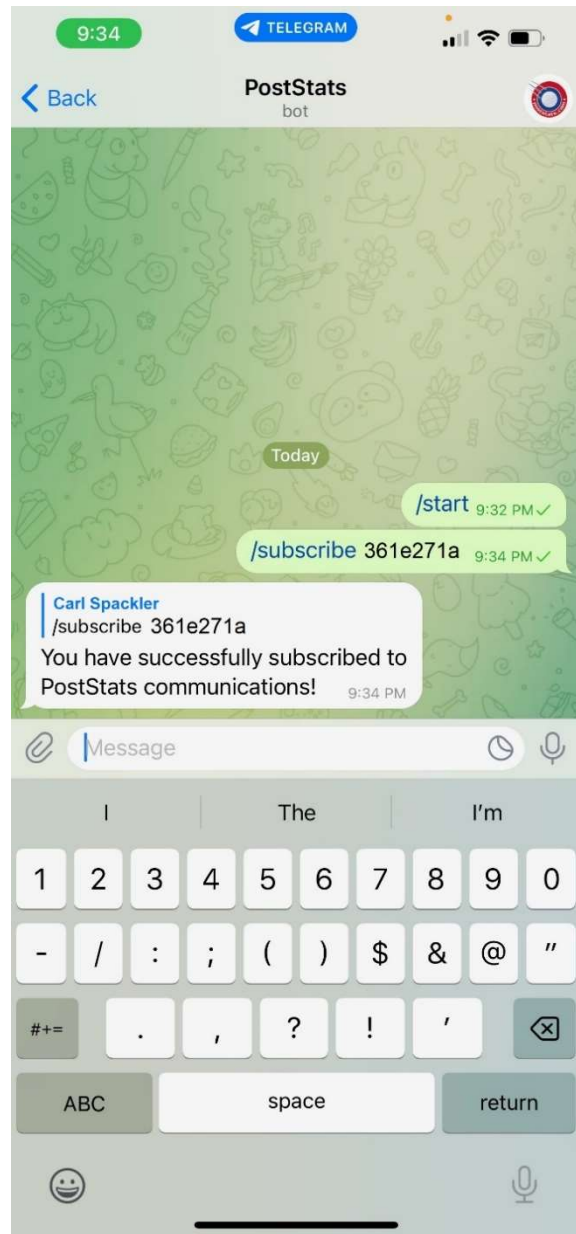 9:34
TELEGRAM
Back
PostStats
bot
Today
/start 9:32 PM
/subscribe 361e271a 9:34 PM
Carl Spackler
/subscribe 361e271a
You have successfully subscribed to
PostStats communications! 9:34 PM
Message
I The I’m
1 2 3 4 5 6 7 8 9 0
- / : ; ( ) $ & @ "
#+= . , ? ! ’
ABC space return